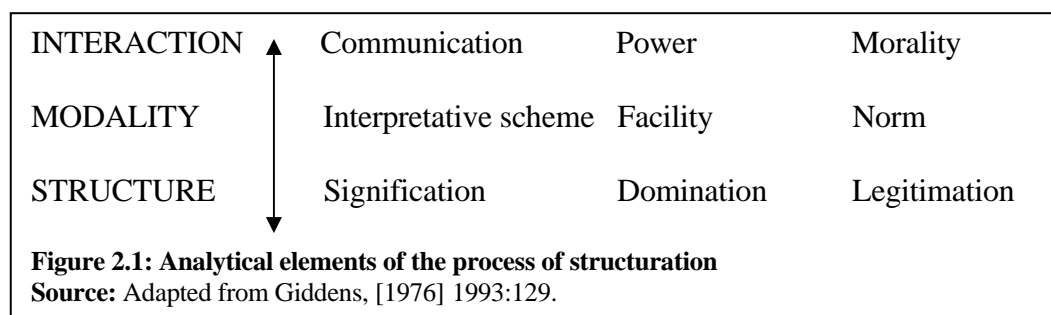 INTERACTION Communication Power Morality
MODALITY Interpretative scheme Facility Norm
STRUCTURE Signification Domination Legitimation
Figure 2.1: Analytical elements of the process of structuration
Source: Adapted from Giddens, [1976] 1993:129.